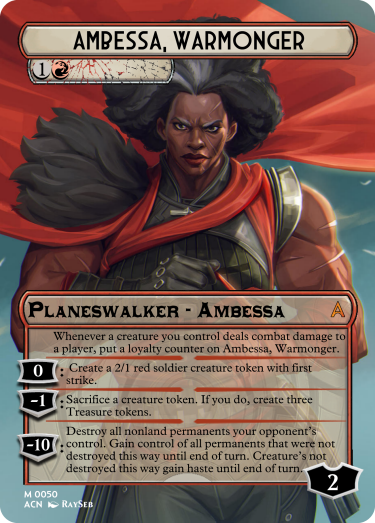 AMBESSA, WARMONGER
1
PLANESWALKER - AMBESSA
A
Whenever a creature you control deals combat damage to
a player, put a loyalty counter on Ambessa, Warmonger.
0 : Create a 2/1 red soldier creature token with first
strike.
-1 : Sacrifice a creature token. If you do, create three
Treasure tokens.
Destroy all nonland permanents your opponent's
-10 : control. Gain control of all permanents that were not
destroyed this way until end of turn. Creature's not
destroyed this way gain haste until end of turn.
2
M 0050
ACN RAYSEB